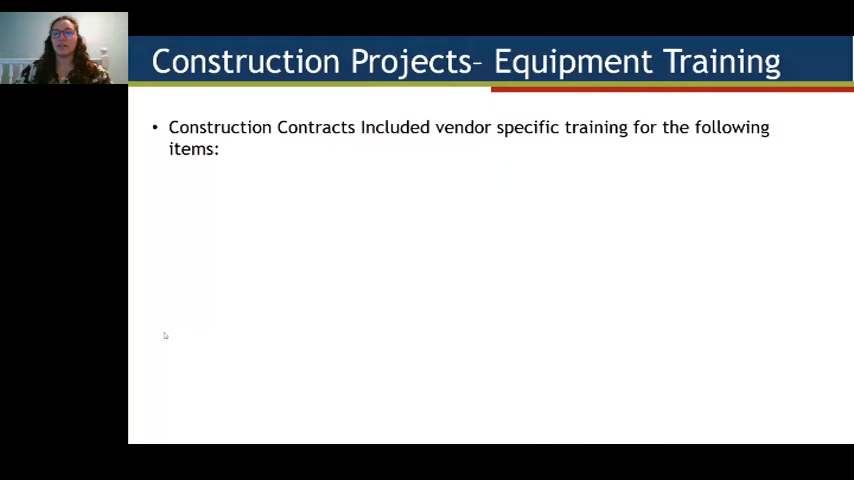 Construction Projects– Equipment Training
• Construction Contracts Included vendor specific training for the following
items: